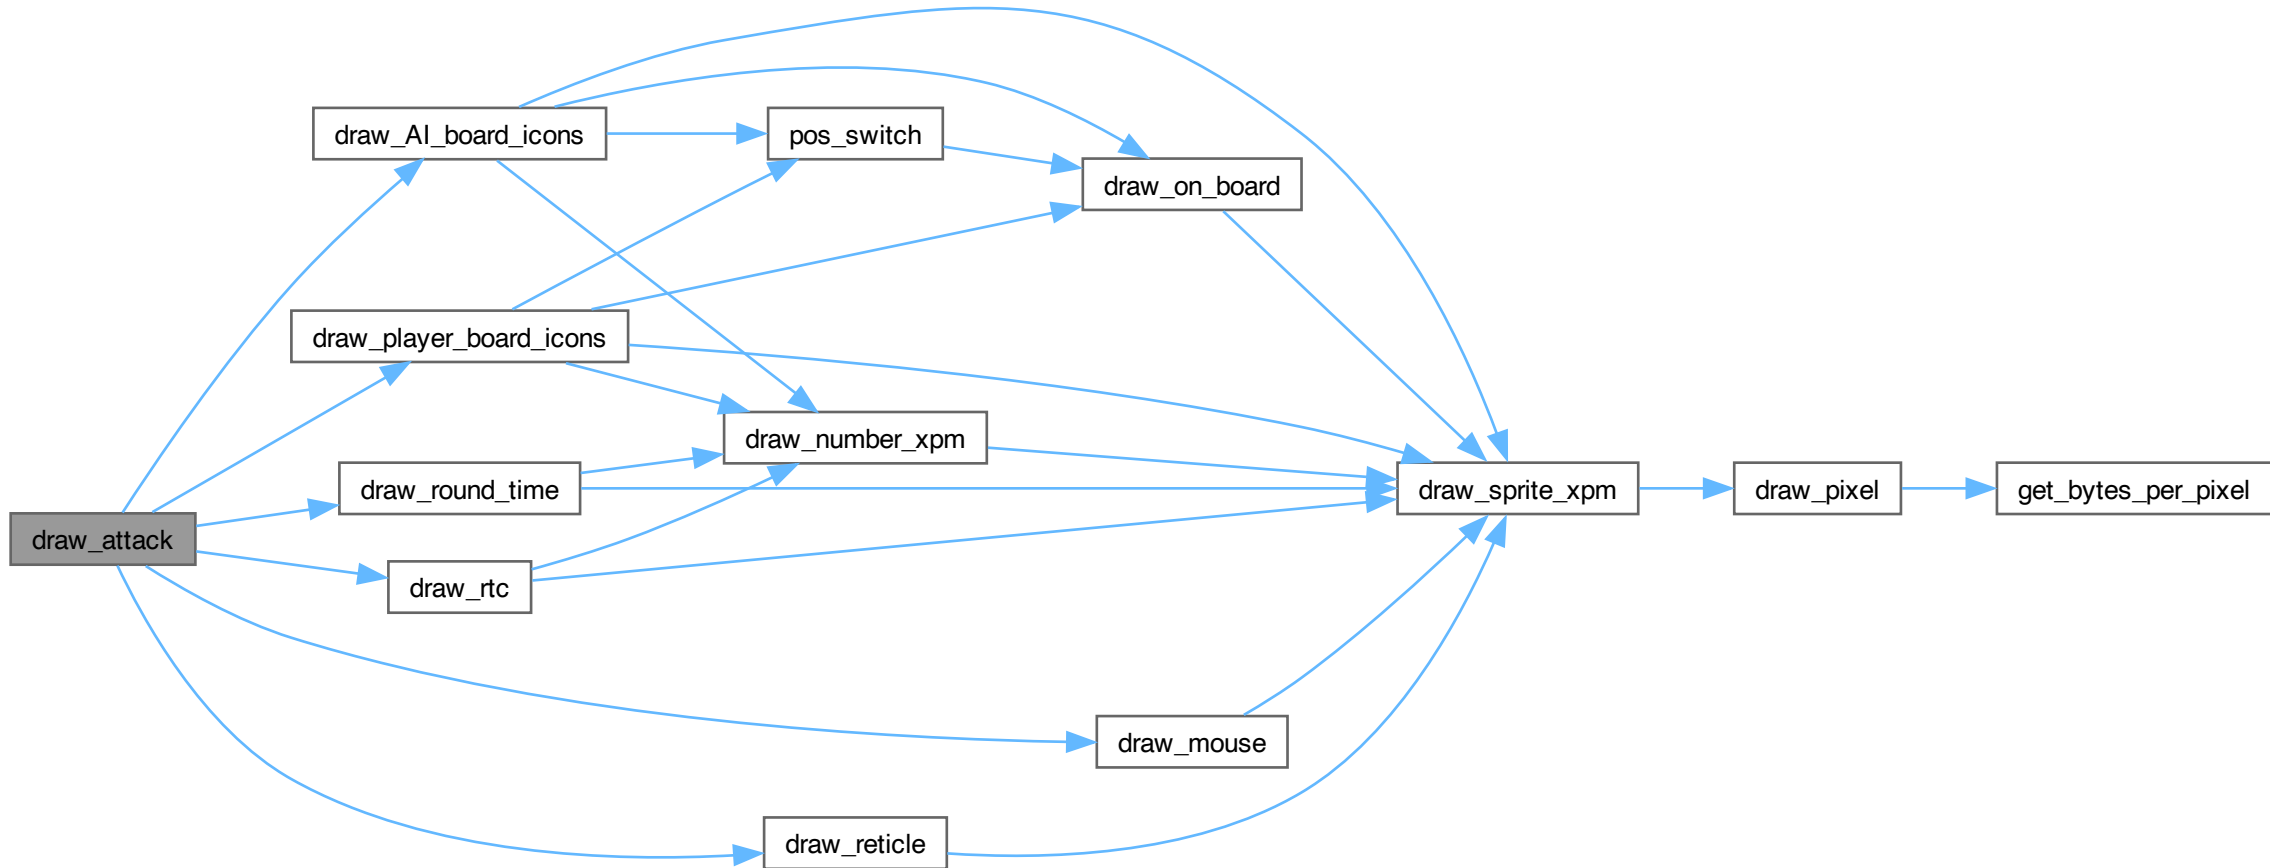 draw_AI_board_icons
pos_switch
draw_on_board
draw_player_board_icons
draw_number_xpm
draw_round_time
draw_sprite_xpm
draw_pixel
get_bytes_per_pixel
draw_attack
draw_rtc
draw_mouse
draw_reticle